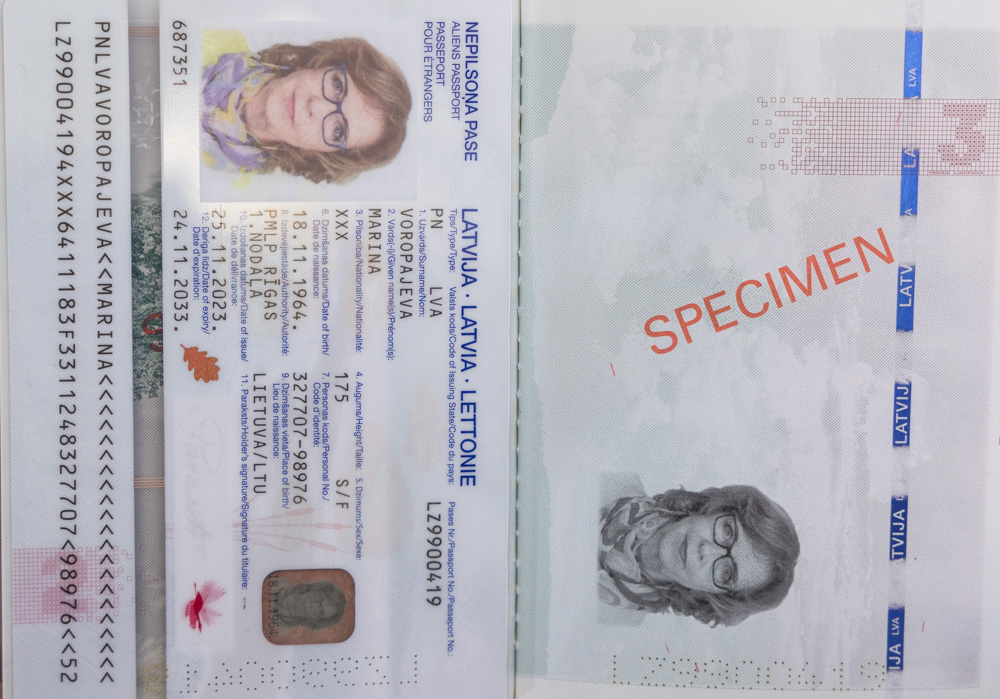 NEPILSOŅA PASE
ALIENS PASSPORT
PASSEPORT
POUR ÉTRANGERS
LATVIJA · LATVIA · LETTONIE
Tips/Type/Type: Valsts kods/Code of Issuing State/Code du pays: Pases Nr./Passport No./Passeport No.:
PN LVA LZ9900419
1. Uzvārds/Surname/Nom:
VOROPAJEVA
2. Vārds(-i)/Given name(s)/Prénom(s):
MARINA
3. Pilsonība/Nationality/Nationalité: 4. Augums/Height/Taille: 5. Dzimums/Sex/Sexe:
XXX 175 S/F
6. Dzimšanas datums/Date of birth/
Date de naissance:
7. Personas kods/Personal No./
Code d'identité:
18.11.1964. 327707-98976
8. Izdevējiestāde/Authority/Autorité: 9. Dzimšanas vieta/Place of birth/
Lieu de naissance:
PMLP RĪGAS
1.NODAĻA
LIETUVA/LTU
10. Izdošanas datums/Date of issue/
Date de délivrance:
11. Paraksts/Holder's signature/Signature du titulaire:
25.11.2023.
12. Derīga līdz/Date of expiry/
Date d'expiration:
24.11.2033.
687351
18.11.1964
PNLVAVOROPAJEVA<<MARINA<<<<<<<<<<<<<<<<<<<<<
LZ99004194XXX6411183F3311248327707<98976<<52
SPECIMEN
3
LVA
LATVIJA
LVA